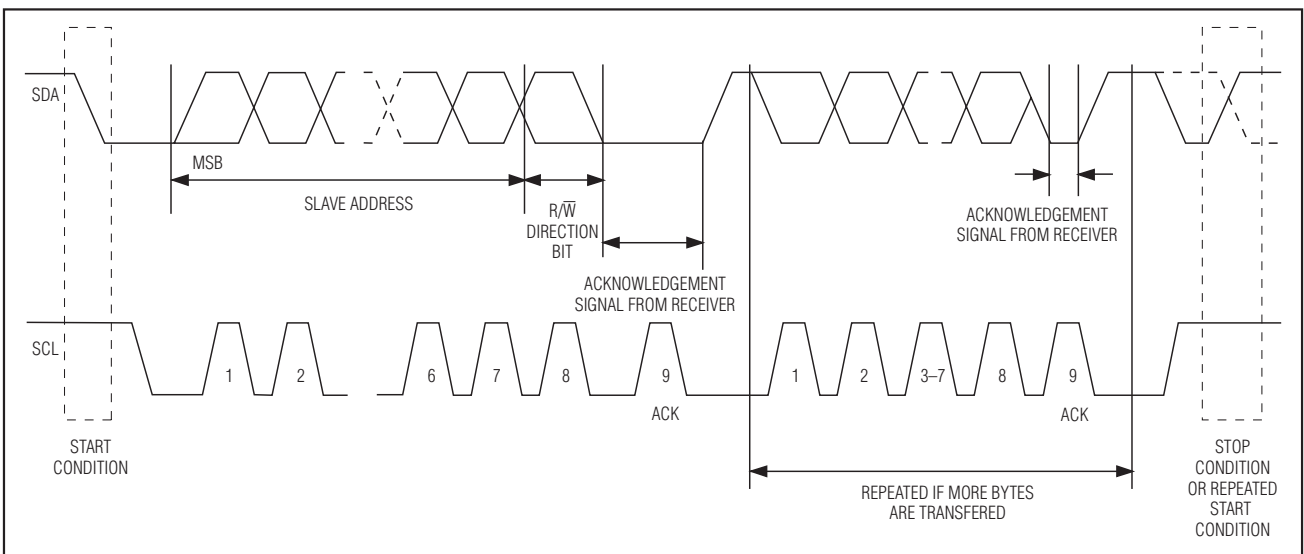 SDA
MSB
SLAVE ADDRESS
R/W̅
DIRECTION
BIT
ACKNOWLEDGEMENT
SIGNAL FROM RECEIVER
ACKNOWLEDGEMENT
SIGNAL FROM RECEIVER
SCL
1 2 6 7 8 9 1 2 3–7 8 9
ACK ACK
START
CONDITION
REPEATED IF MORE BYTES
ARE TRANSFERED
STOP
CONDITION
OR REPEATED
START
CONDITION